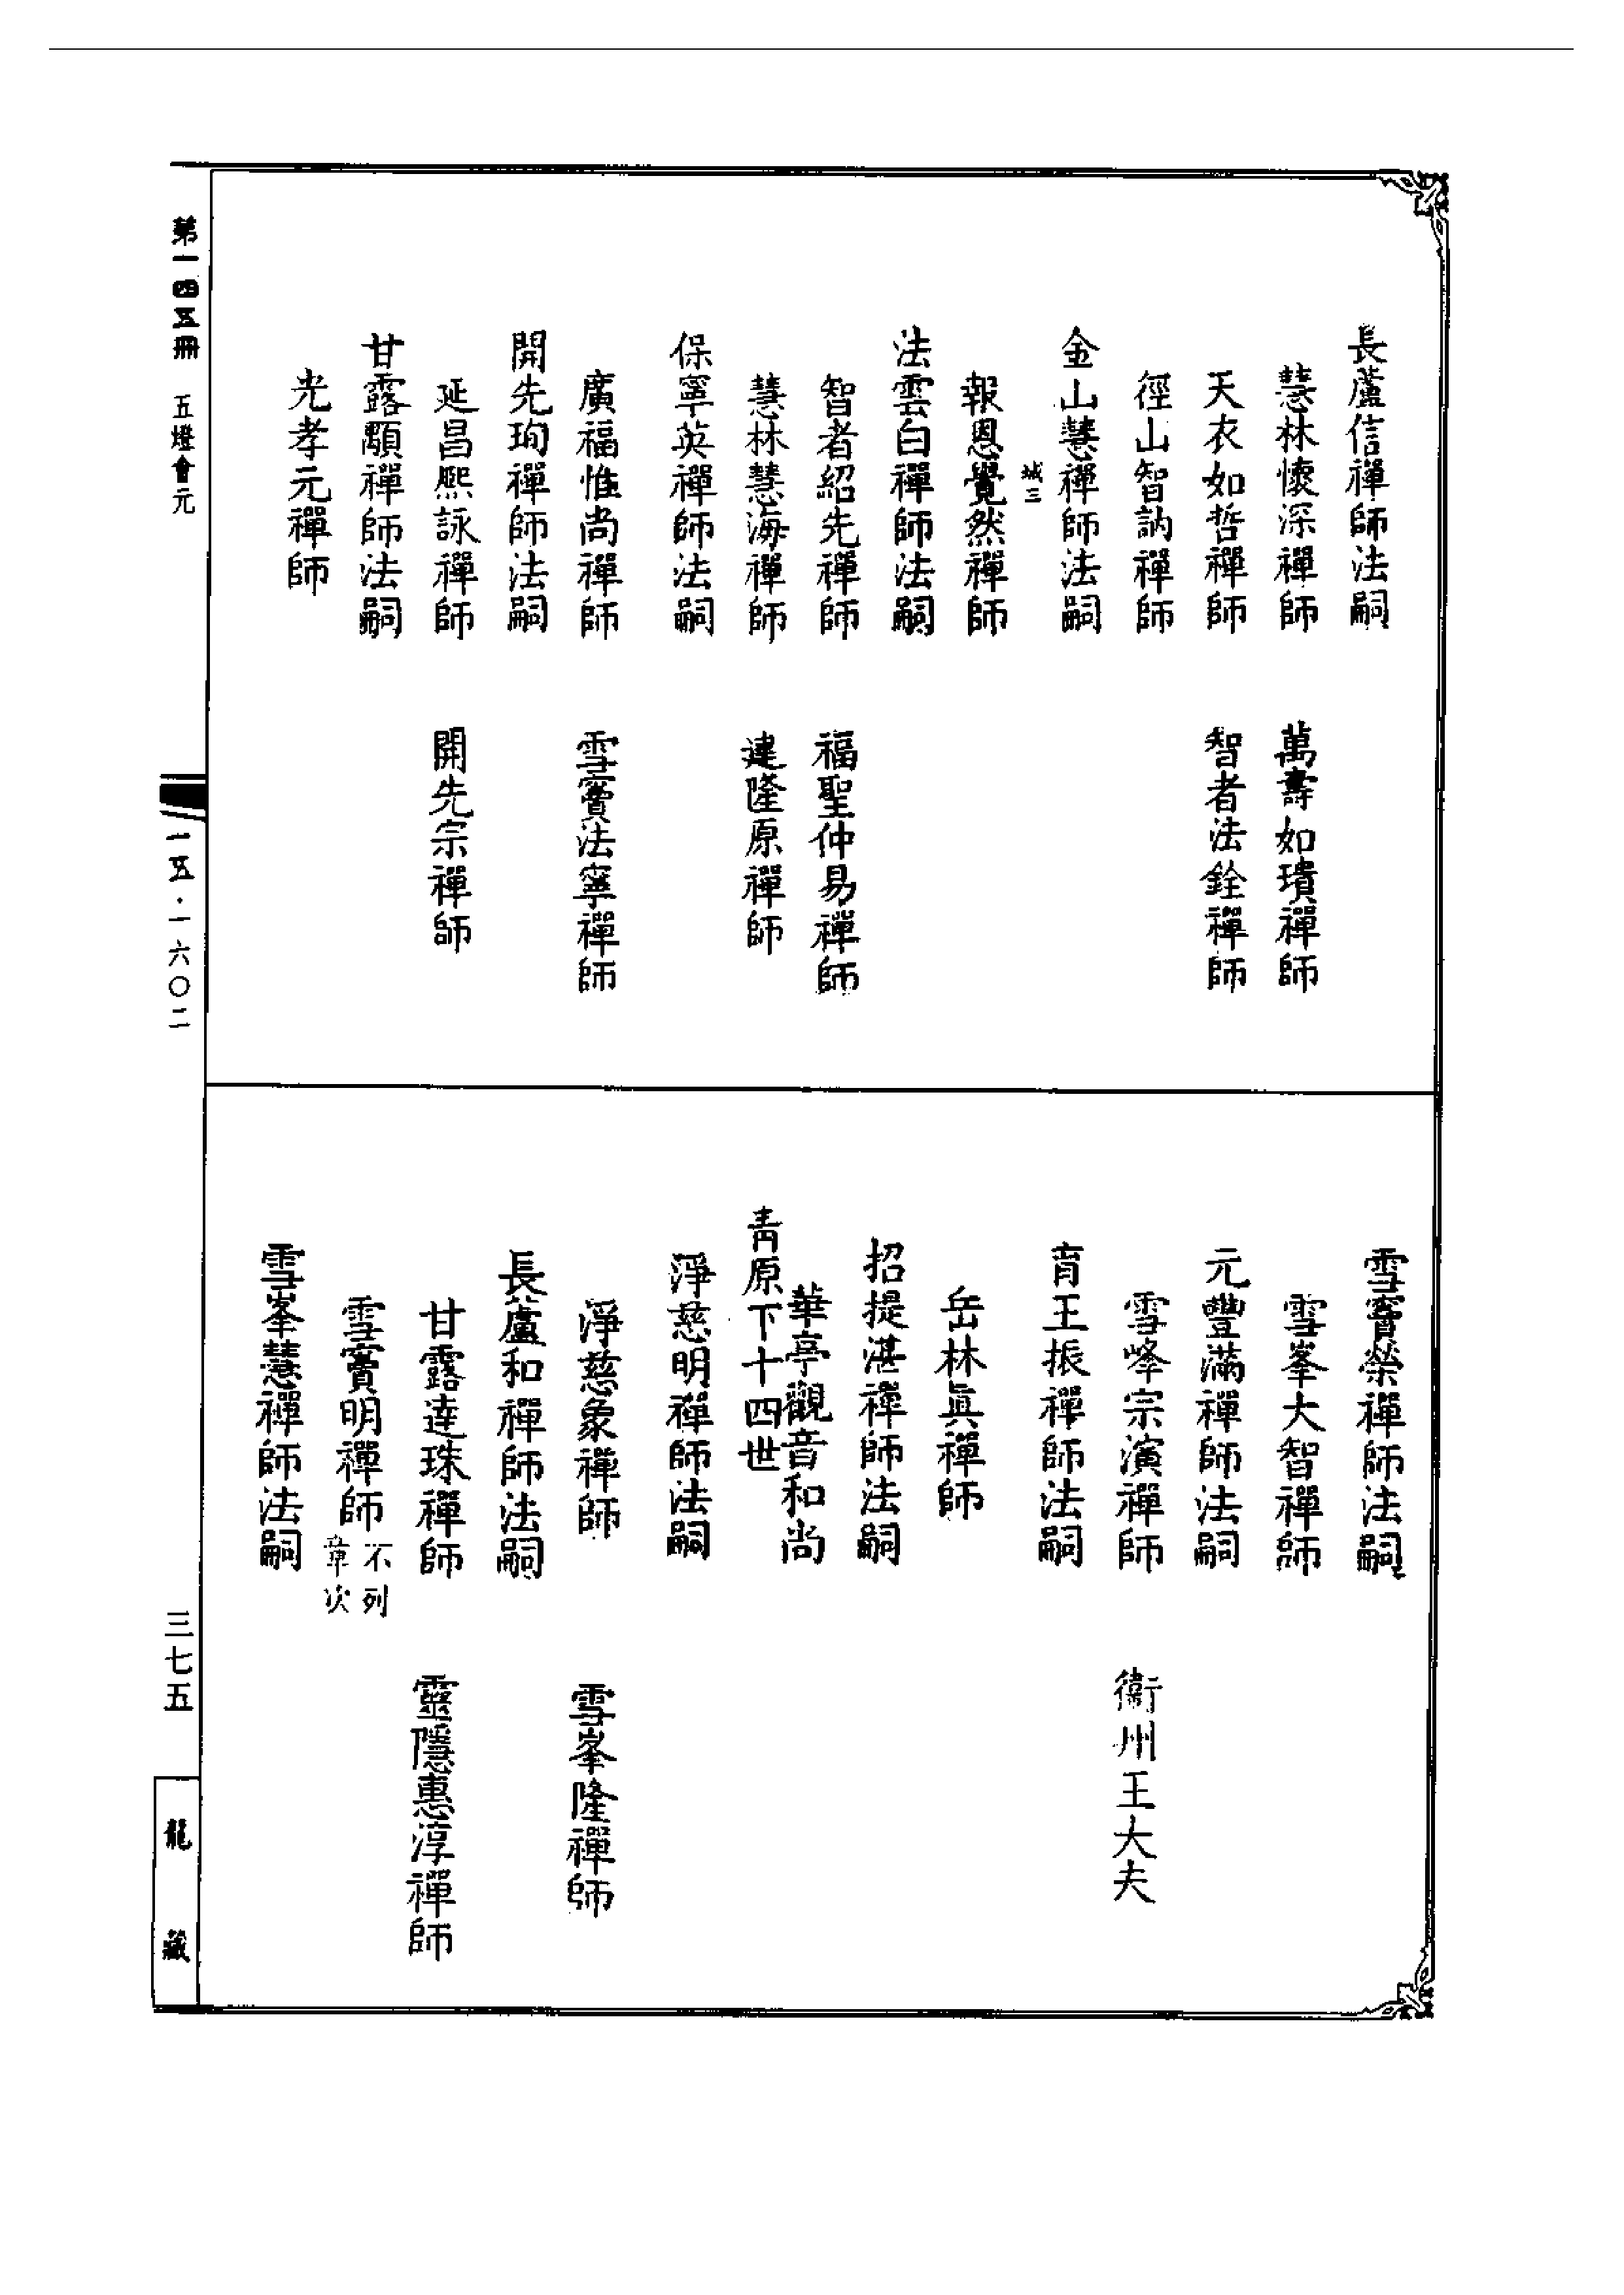 長蘆信禪師法嗣
慧林懷深禪師　萬壽如璝禪師
天衣如哲禪師　智者法銓禪師
徑山智訥禪師
金山慧禪師法嗣
城三
報恩覺然禪師
法雲白禪師法嗣
智者紹先禪師　福聖仲易禪師
慧林慧海禪師　建隆原禪師
保寧英禪師法嗣
廣福惟尚禪師　雪竇法寧禪師
開先珣禪師法嗣
延昌熈詠禪師　開先宗禪師
甘露顒禪師法嗣
光孝元禪師
雪竇榮禪師法嗣
雪峯大智禪師
元豐滿禪師法嗣
雪峰宗演禪師　衛州王大夫
育王振禪師法嗣
岳林真禪師
招提湛禪師法嗣
華亭觀音和尚
青原下十四世
淨慈明禪師法嗣
淨慈象禪師　雪峯隆禪師
長蘆和禪師法嗣
甘露達珠禪師　靈隱惠淳禪師
雪竇明禪師 不列章次
雪峯慧禪師法嗣
第一四五冊　五燈會元
一五·一六〇二
三七五
龍藏